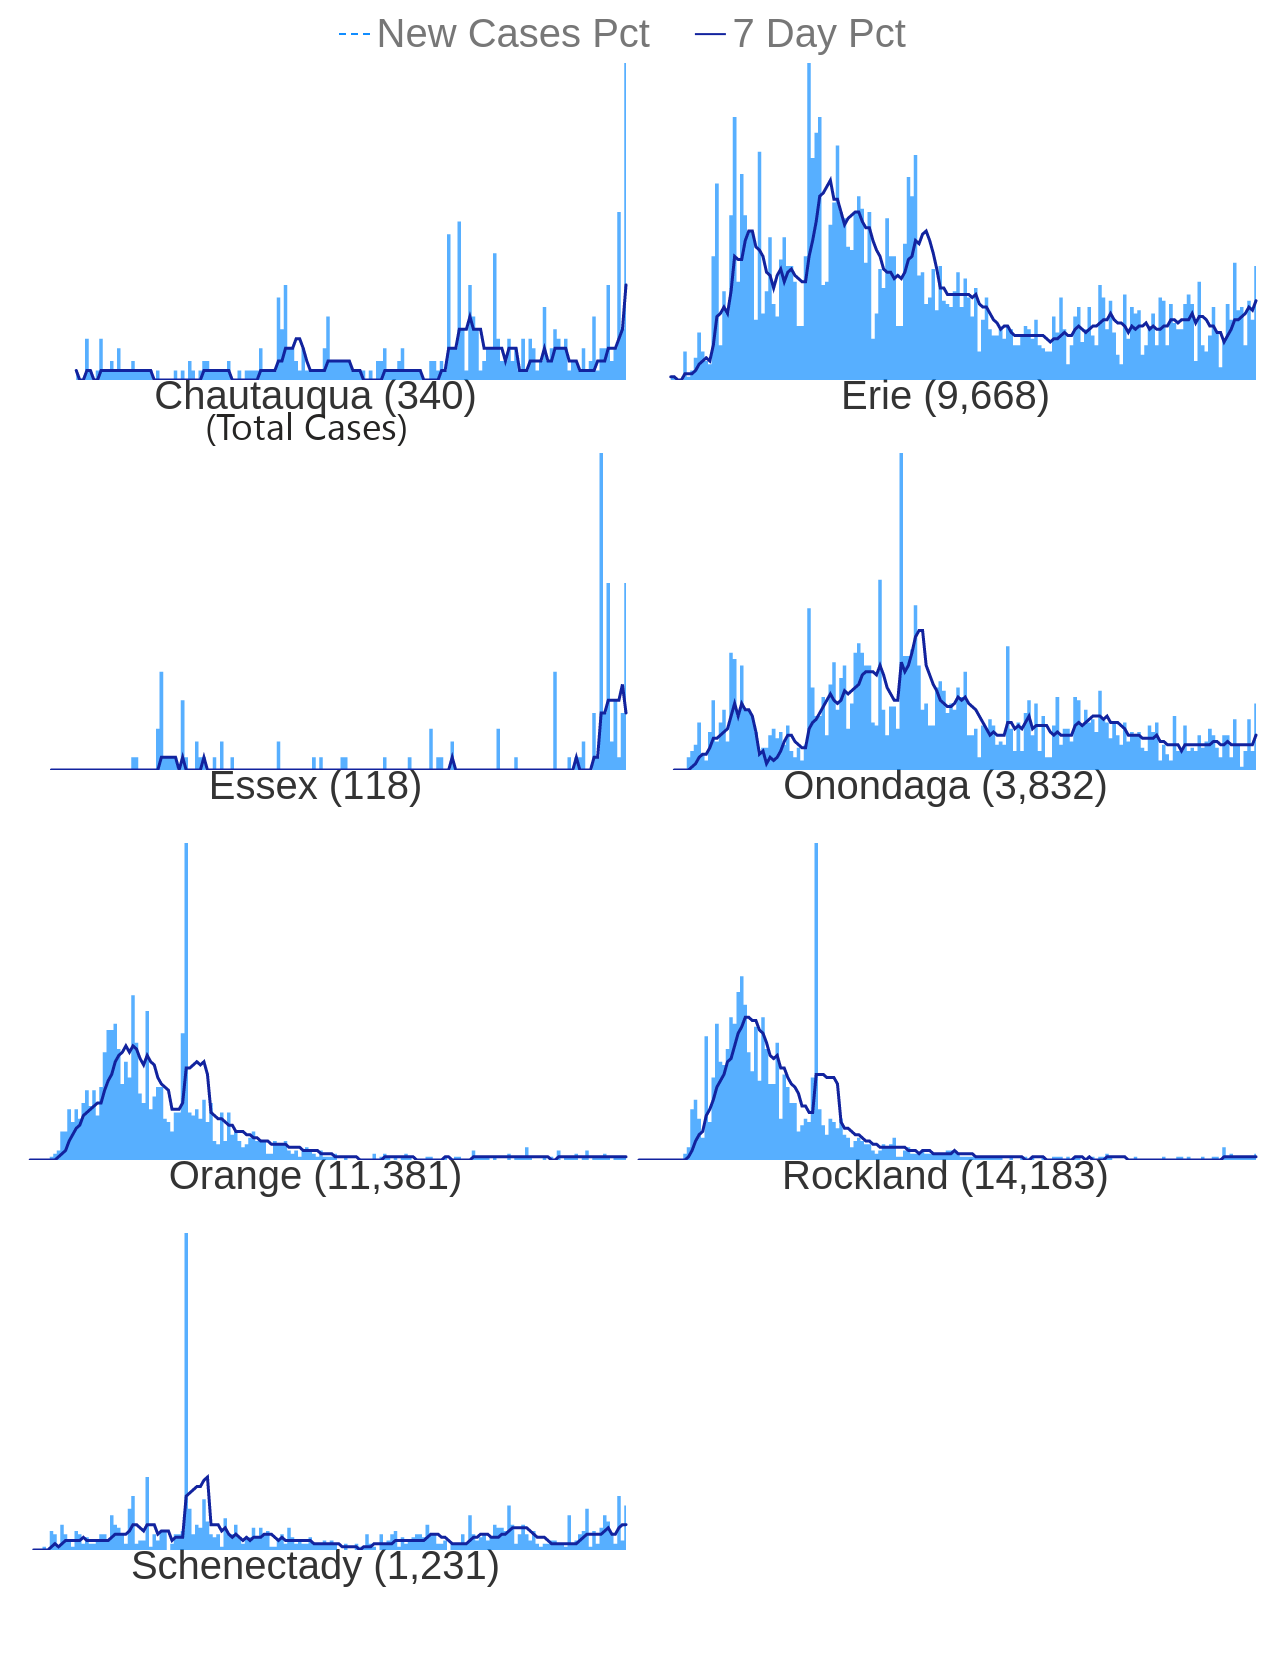 New Cases Pct 7 Day Pct
Chautauqua (340) Erie (9,668)
(Total Cases)
Essex (118) Onondaga (3,832)
Orange (11,381) Rockland (14,183)
Schenectady (1,231)